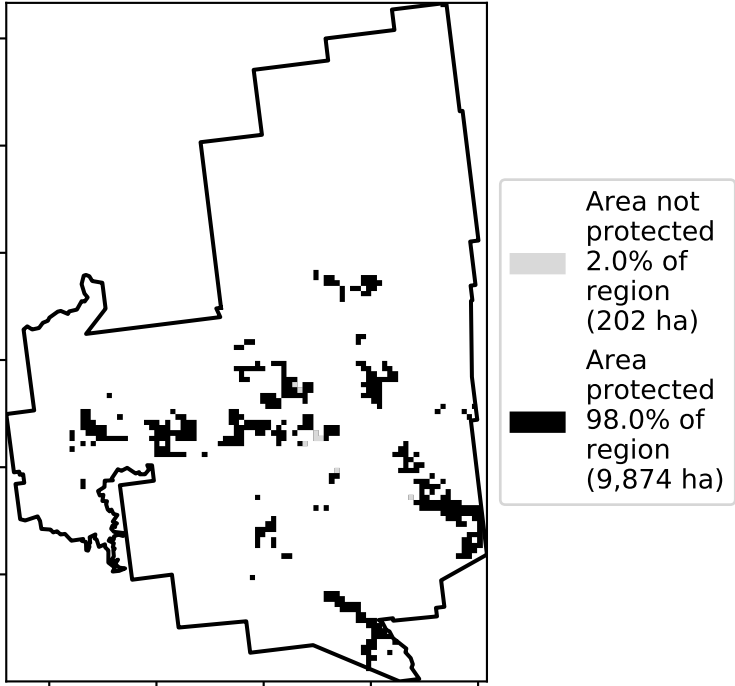 Area not
protected
2.0% of
region
(202 ha)
Area
protected
98.0% of
region
(9,874 ha)